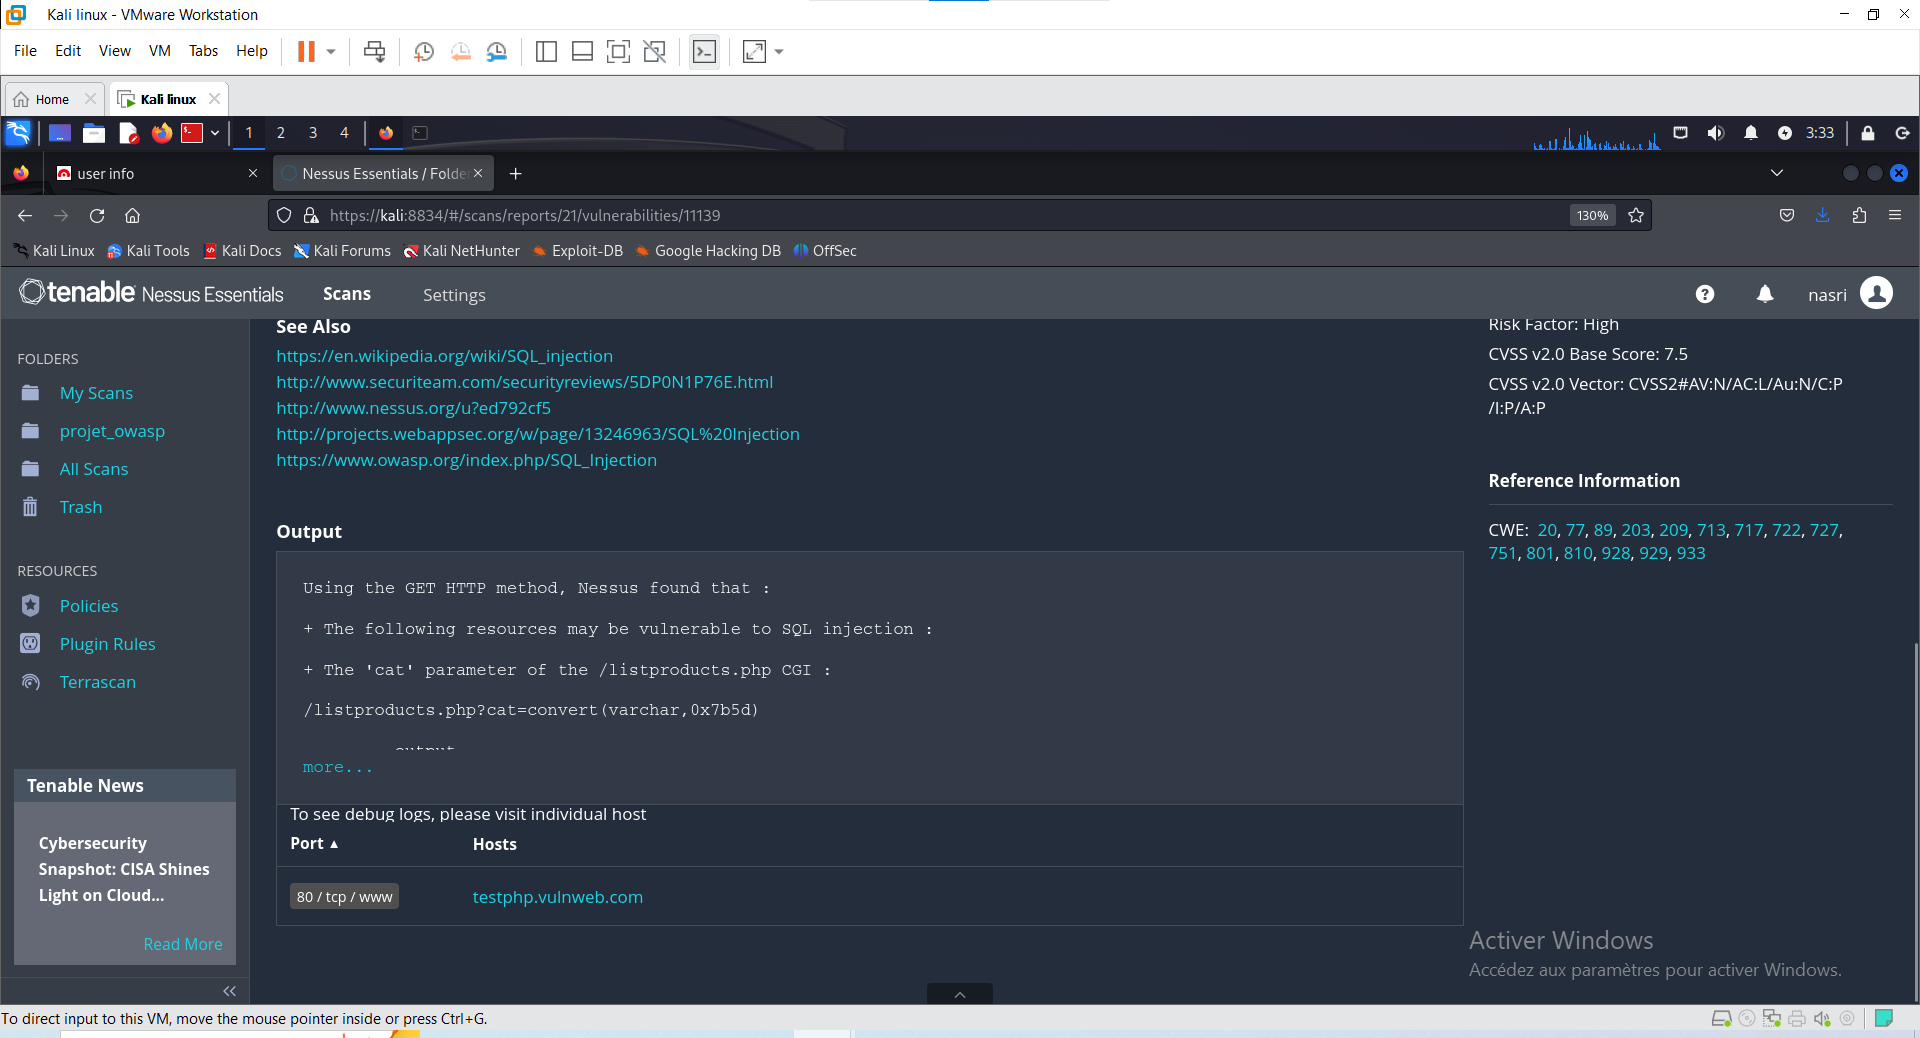 Kali linux - VMware Workstation
File Edit View VM Tabs Help
Home Kali linux
1 2 3 4 3:33
user info Nessus Essentials / Folde
https://kali:8834/#/scans/reports/21/vulnerabilities/11139 130%
Kali Linux Kali Tools Kali Docs Kali Forums Kali NetHunter Exploit-DB Google Hacking DB OffSec
tenable Nessus Essentials Scans Settings nasri
FOLDERS
My Scans
projet_owasp
All Scans
Trash
RESOURCES
Policies
Plugin Rules
Terrascan
Tenable News
Cybersecurity
Snapshot: CISA Shines
Light on Cloud...
Read More
See Also
https://en.wikipedia.org/wiki/SQL_injection
http://www.securiteam.com/securityreviews/5DP0N1P76E.html
http://www.nessus.org/u?ed792cf5
http://projects.webappsec.org/w/page/13246963/SQL%20Injection
https://www.owasp.org/index.php/SQL_Injection
Output
Using the GET HTTP method, Nessus found that :
+ The following resources may be vulnerable to SQL injection :
+ The 'cat' parameter of the /listproducts.php CGI :
/listproducts.php?cat=convert(varchar,0x7b5d)
output
more...
To see debug logs, please visit individual host
Port ▲ Hosts
80 / tcp / www testphp.vulnweb.com
Risk Factor: High
CVSS v2.0 Base Score: 7.5
CVSS v2.0 Vector: CVSS2#AV:N/AC:L/Au:N/C:P
/I:P/A:P
Reference Information
CWE: 20, 77, 89, 203, 209, 713, 717, 722, 727,
751, 801, 810, 928, 929, 933
Activer Windows
Accédez aux paramètres pour activer Windows.
To direct input to this VM, move the mouse pointer inside or press Ctrl+G.